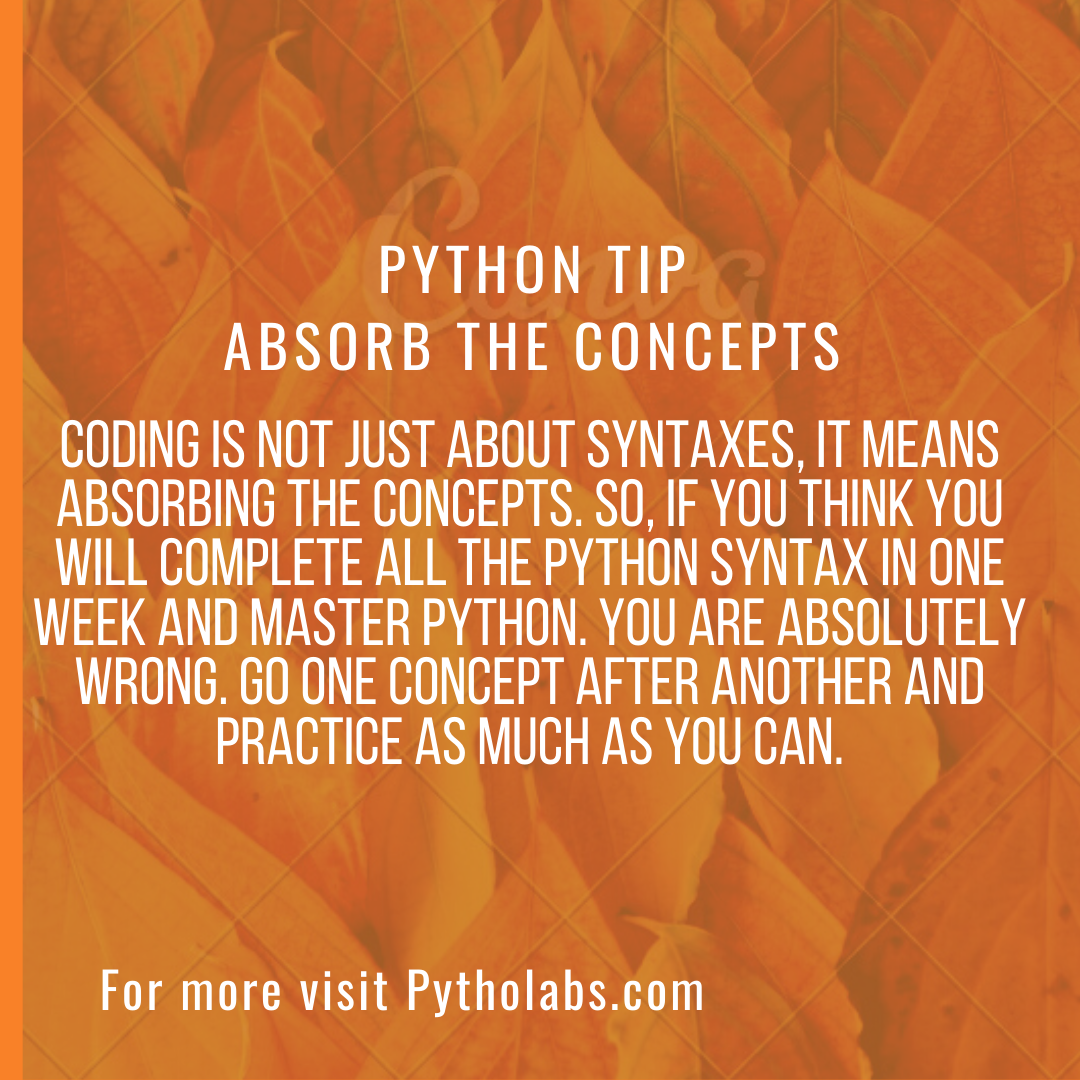 PYTHON TIP
ABSORB THE CONCEPTS
CODING IS NOT JUST ABOUT SYNTAXES, IT MEANS
ABSORBING THE CONCEPTS. SO, IF YOU THINK YOU
WILL COMPLETE ALL THE PYTHON SYNTAX IN ONE
WEEK AND MASTER PYTHON. YOU ARE ABSOLUTELY
WRONG. GO ONE CONCEPT AFTER ANOTHER AND
PRACTICE AS MUCH AS YOU CAN.
For more visit Pytholabs.com
Canva